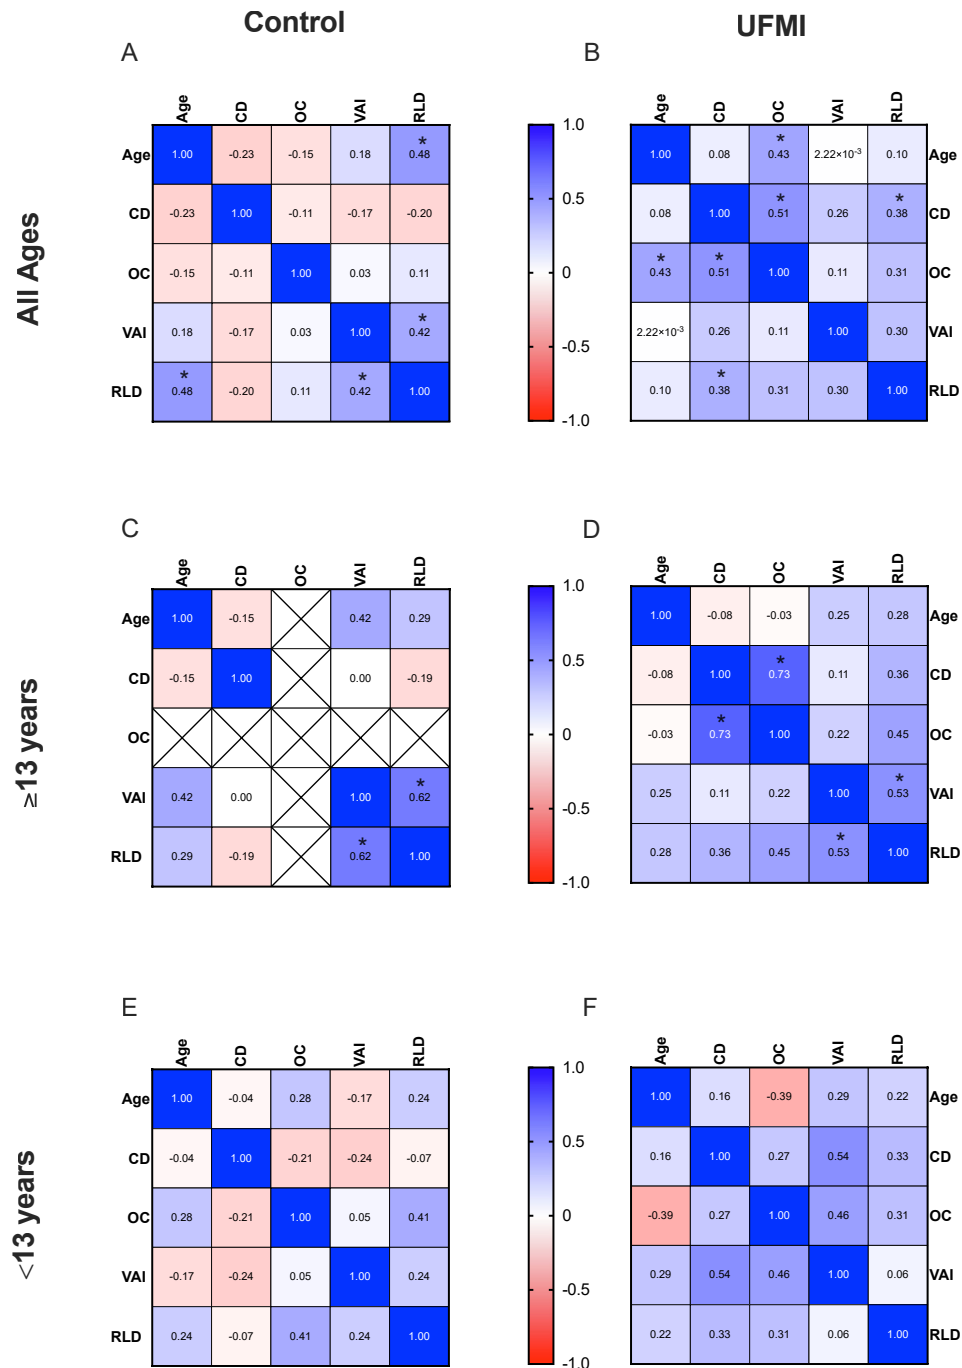 Control
UFMI
A
B
Age CD OC VAI RLD
Age 1.00 -0.23 -0.15 0.18 * 0.48
CD -0.23 1.00 -0.11 -0.17 -0.20
OC -0.15 -0.11 1.00 0.03 0.11
VAI 0.18 -0.17 0.03 1.00 * 0.42
RLD * 0.48 -0.20 0.11 * 0.42 1.00
1.0
0.5
0
-0.5
-1.0
Age CD OC VAI RLD
1.00 0.08 * 0.43 2.22×10-3 0.10 Age
0.08 1.00 * 0.51 0.26 * 0.38 CD
* 0.43 * 0.51 1.00 0.11 0.31 OC
2.22×10-3 0.26 0.11 1.00 0.30 VAI
0.10 * 0.38 0.31 0.30 1.00 RLD
All Ages
C
D
Age CD OC VAI RLD
Age 1.00 -0.15 0.42 0.29
CD -0.15 1.00 0.00 -0.19
OC
VAI 0.42 0.00 1.00 * 0.62
RLD 0.29 -0.19 * 0.62 1.00
1.0
0.5
0
-0.5
-1.0
Age CD OC VAI RLD
1.00 -0.08 -0.03 0.25 0.28 Age
-0.08 1.00 * 0.73 0.11 0.36 CD
-0.03 * 0.73 1.00 0.22 0.45 OC
0.25 0.11 0.22 1.00 * 0.53 VAI
0.28 0.36 0.45 * 0.53 1.00 RLD
≥13 years
E
F
Age CD OC VAI RLD
Age 1.00 -0.04 0.28 -0.17 0.24
CD -0.04 1.00 -0.21 -0.24 -0.07
OC 0.28 -0.21 1.00 0.05 0.41
VAI -0.17 -0.24 0.05 1.00 0.24
RLD 0.24 -0.07 0.41 0.24 1.00
1.0
0.5
0
-0.5
-1.0
Age CD OC VAI RLD
1.00 0.16 -0.39 0.29 0.22 Age
0.16 1.00 0.27 0.54 0.33 CD
-0.39 0.27 1.00 0.46 0.31 OC
0.29 0.54 0.46 1.00 0.06 VAI
0.22 0.33 0.31 0.06 1.00 RLD
<13 years